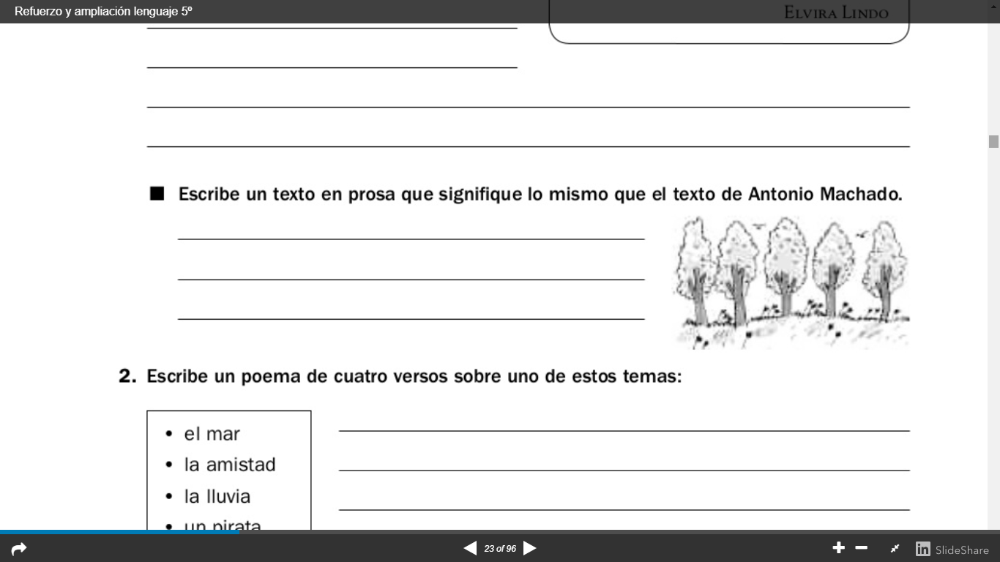 Refuerzo y ampliación lenguaje 5º
ELVIRA LINDO
■ Escribe un texto en prosa que signifique lo mismo que el texto de Antonio Machado.
2. Escribe un poema de cuatro versos sobre uno de estos temas:
• el mar
• la amistad
• la lluvia
• un pirata
23 of 96
in SlideShare